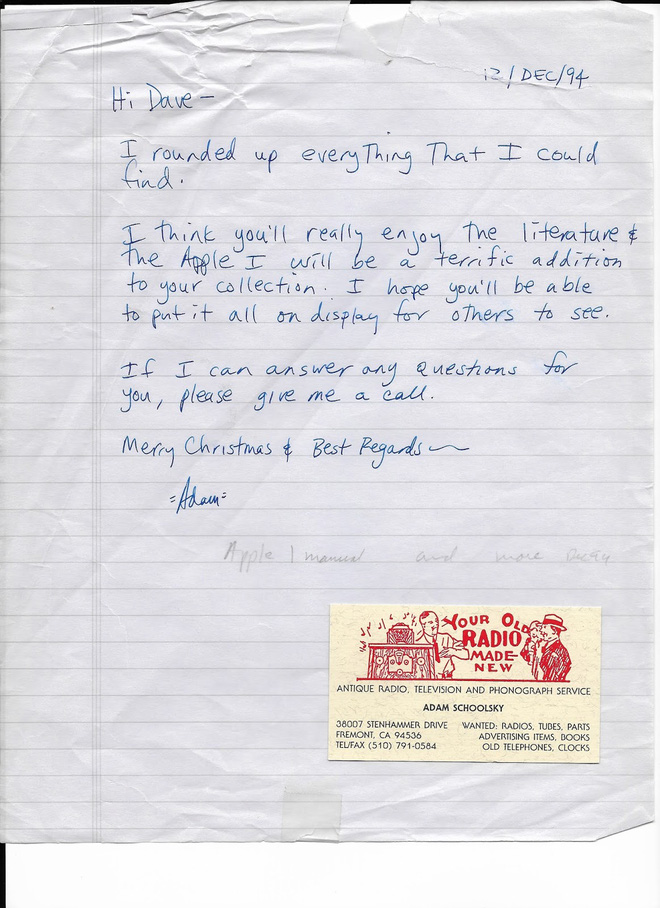 12/DEC/94
Hi Dave —
I rounded up everything That I could
find.
I think you'll really enjoy the literature &
the Apple I will be a terrific addition
to your collection. I hope you'll be able
to put it all on display for others to see.
If I can answer any questions for
you, please give me a call.
Merry Christmas & Best Regards
=Adam=
Apple 1 manual and more Dec 94
YOUR OLD
RADIO
MADE
NEW
ANTIQUE RADIO, TELEVISION AND PHONOGRAPH SERVICE
ADAM SCHOOLSKY
38007 STENHAMMER DRIVE
FREMONT, CA 94536
TEL/FAX (510) 791-0584
WANTED: RADIOS, TUBES, PARTS
ADVERTISING ITEMS, BOOKS
OLD TELEPHONES, CLOCKS